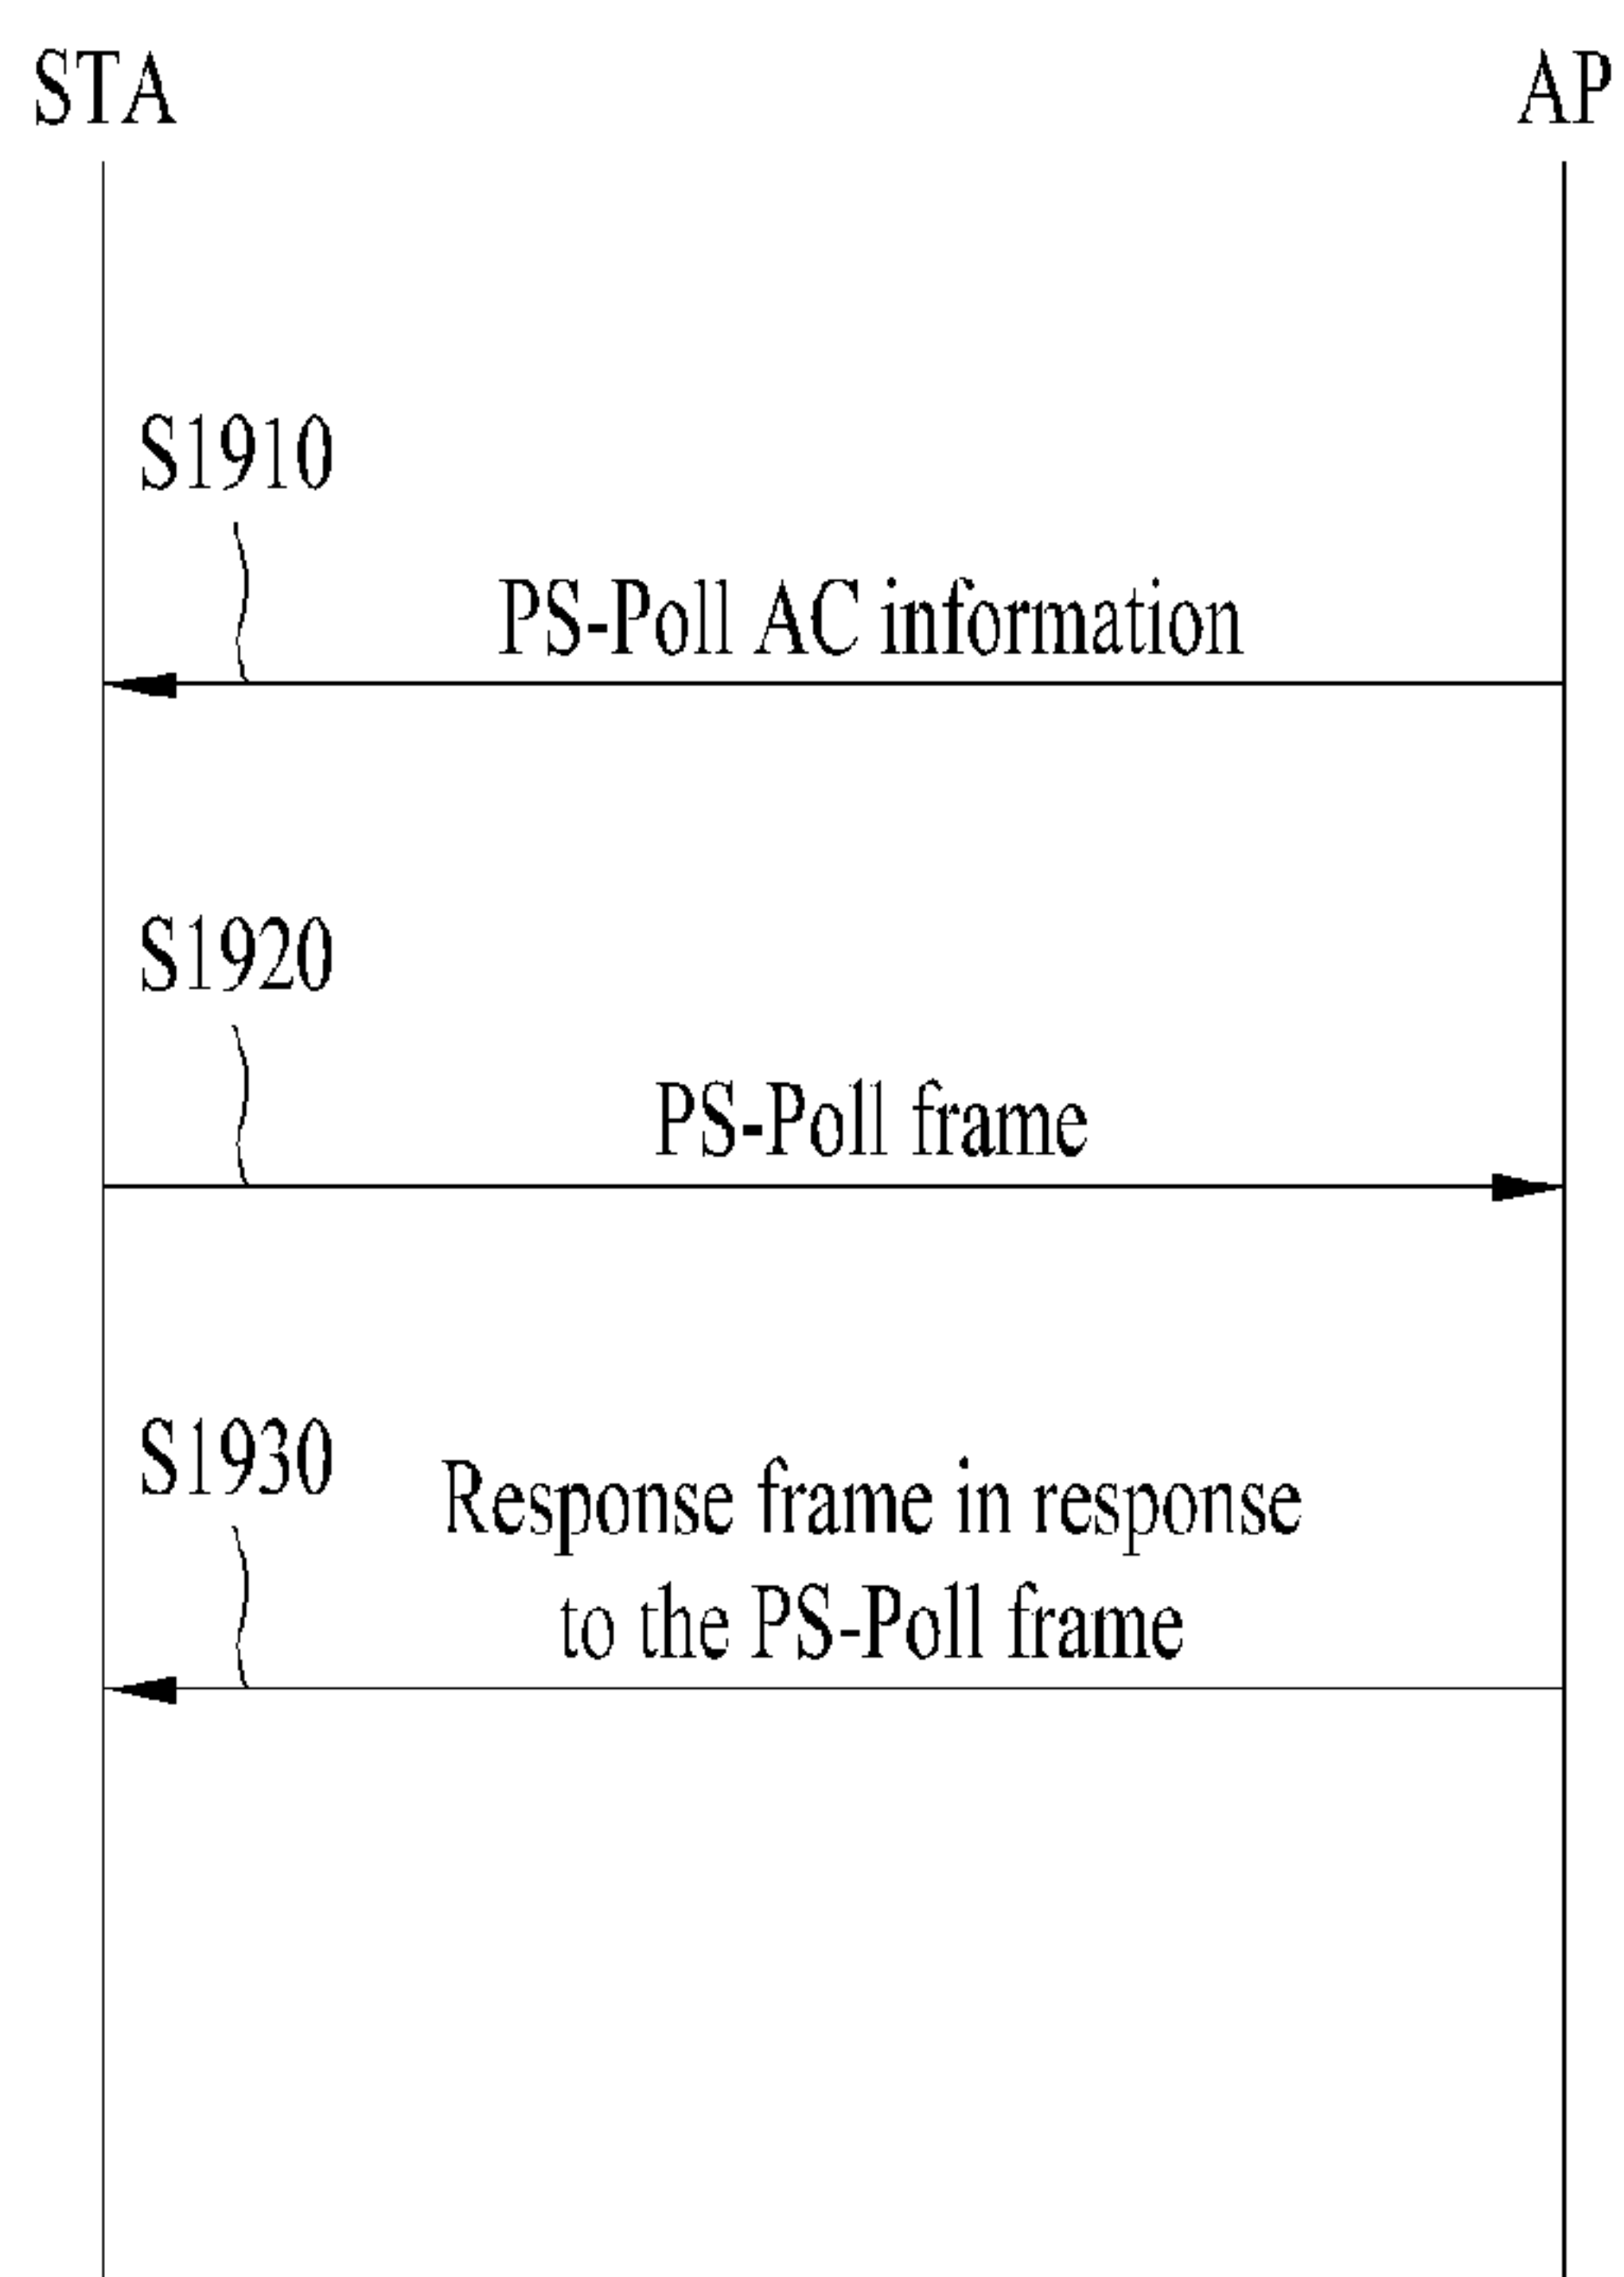 STA
AP
S1910
PS-Poll AC information
S1920
PS-Poll frame
S1930
Response frame in response
to the PS-Poll frame